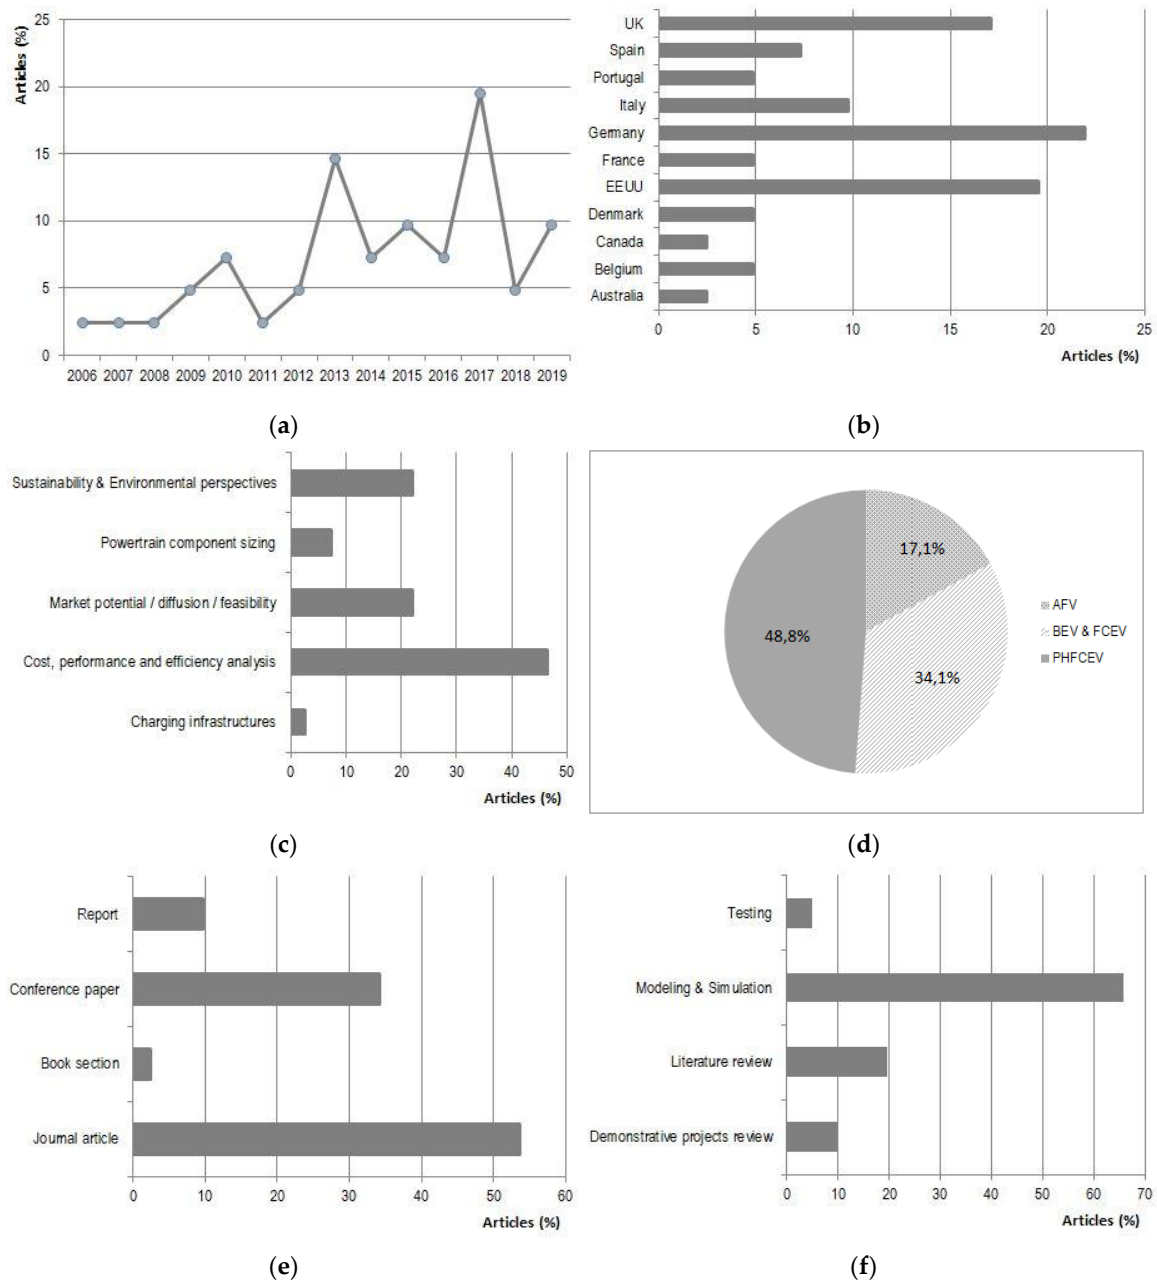 Articles (%)
25
20
15
10
5
0
2006 2007 2008 2009 2010 2011 2012 2013 2014 2015 2016 2017 2018 2019
(a)
UK
Spain
Portugal
Italy
Germany
France
EEUU
Denmark
Canada
Belgium
Australia
0 5 10 15 20 25
Articles (%)
(b)
Sustainability & Environmental perspectives
Powertrain component sizing
Market potential / diffusion / feasibility
Cost, performance and efficiency analysis
Charging infrastructures
0 10 20 30 40 50
Articles (%)
(c)
17,1%
48,8%
34,1%
AFV
BEV & FCEV
PHFCEV
(d)
Report
Conference paper
Book section
Journal article
0 10 20 30 40 50 60
Articles (%)
(e)
Testing
Modeling & Simulation
Literature review
Demonstrative projects review
0 10 20 30 40 50 60 70
Articles (%)
(f)